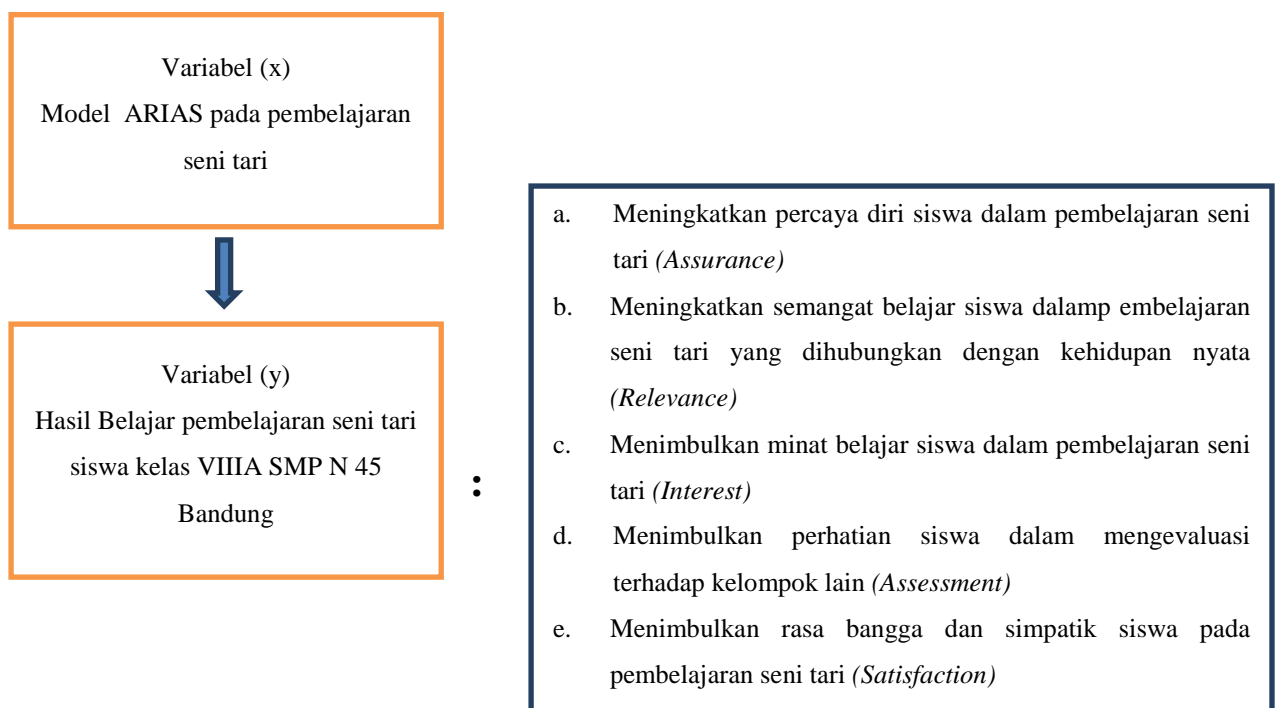 Variabel (x)
Model ARIAS pada pembelajaran
seni tari
Variabel (y)
Hasil Belajar pembelajaran seni tari
siswa kelas VIIIA SMP N 45
Bandung
:
a. Meningkatkan percaya diri siswa dalam pembelajaran seni
tari (Assurance)
b. Meningkatkan semangat belajar siswa dalamp embelajaran
seni tari yang dihubungkan dengan kehidupan nyata
(Relevance)
c. Menimbulkan minat belajar siswa dalam pembelajaran seni
tari (Interest)
d. Menimbulkan perhatian siswa dalam mengevaluasi
terhadap kelompok lain (Assessment)
e. Menimbulkan rasa bangga dan simpatik siswa pada
pembelajaran seni tari (Satisfaction)